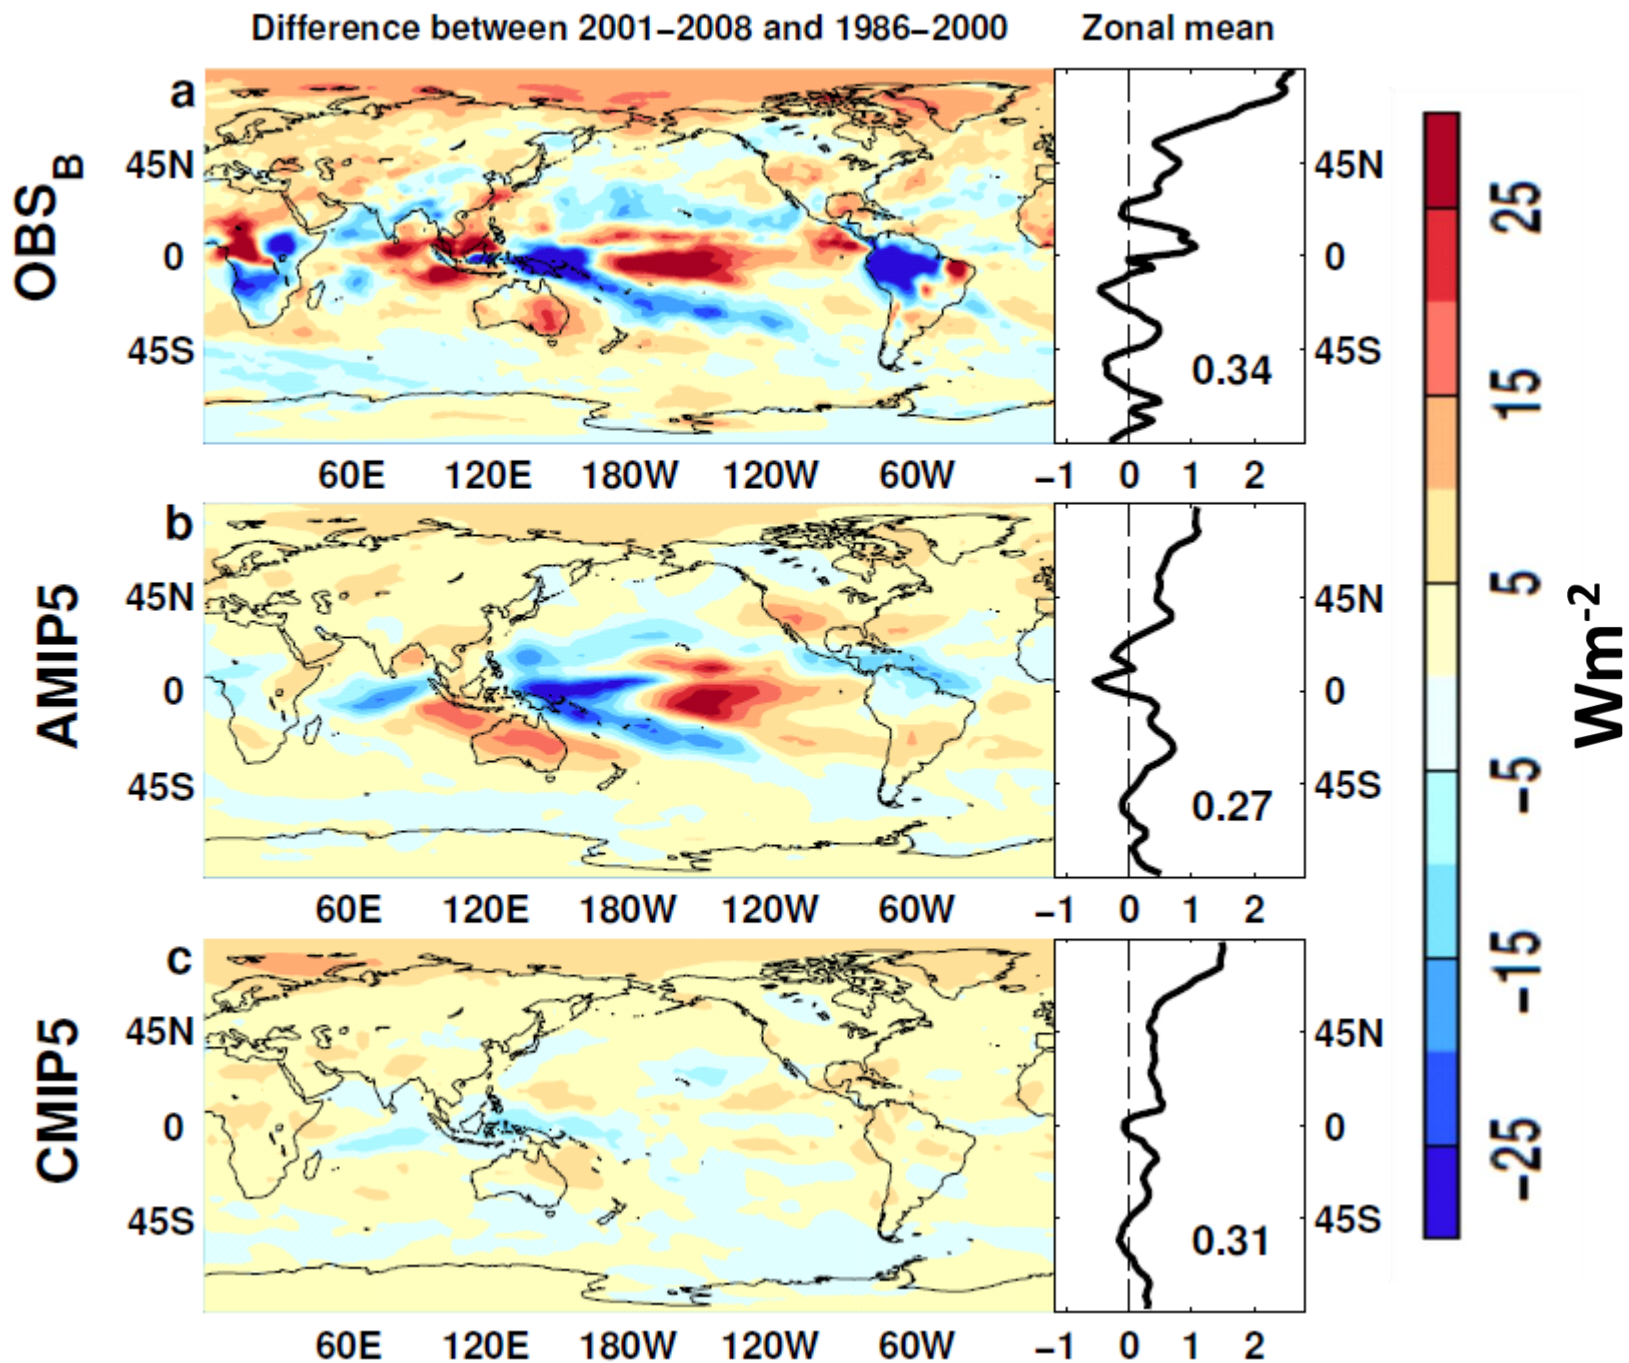 Difference between 2001–2008 and 1986–2000
Zonal mean
a
OBS_B
45N
0
45S
45N
0
45S
0.34
60E 120E 180W 120W 60W
−1 0 1 2
b
AMIP5
45N
0
45S
45N
0
45S
0.27
60E 120E 180W 120W 60W
−1 0 1 2
c
CMIP5
45N
0
45S
45N
0
45S
0.31
60E 120E 180W 120W 60W
−1 0 1 2
25
15
5
−5
−15
−25
Wm⁻²